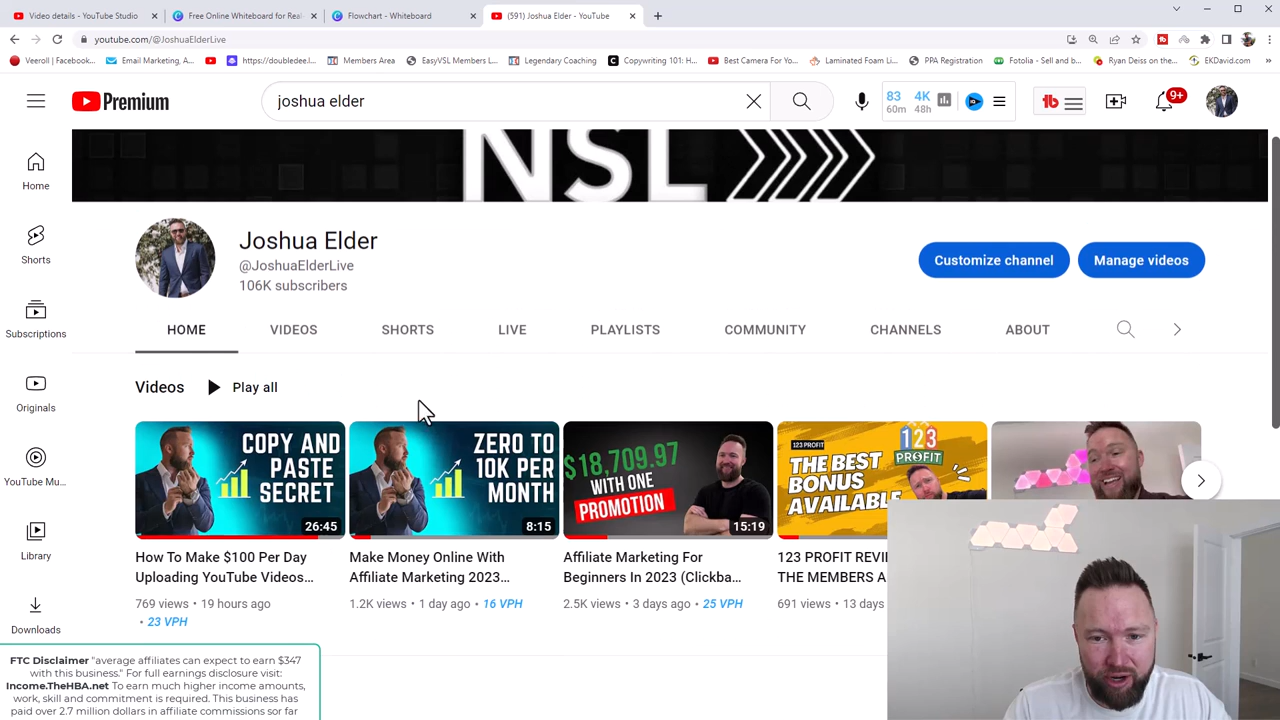 Video details - YouTube Studio
Free Online Whiteboard for Real-
Flowchart - Whiteboard
(591) Joshua Elder - YouTube
youtube.com/@JoshuaElderLive
Veeroll | Facebook...
Email Marketing, A...
https://doubledee.l...
Members Area
EasyVSL Members L...
Legendary Coaching
Copywriting 101: H...
Best Camera For Yo...
Laminated Foam Li...
PPA Registration
Fotolia - Sell and b...
Ryan Deiss on the...
EKDavid.com
Premium
joshua elder
83
60m
4K
48h
9+
NSL
Home
Shorts
Subscriptions
Originals
YouTube Mu...
Library
Downloads
Joshua Elder
@JoshuaElderLive
106K subscribers
Customize channel
Manage videos
HOME
VIDEOS
SHORTS
LIVE
PLAYLISTS
COMMUNITY
CHANNELS
ABOUT
Videos
Play all
COPY AND
PASTE
SECRET
26:45
ZERO TO
10K PER
MONTH
8:15
$18,709.97
WITH ONE
PROMOTION
15:19
123 PROFIT
123
PROFIT
THE BEST
BONUS
AVAILABLE
How To Make $100 Per Day
Uploading YouTube Videos...
769 views • 19 hours ago
• 23 VPH
Make Money Online With
Affiliate Marketing 2023...
1.2K views • 1 day ago • 16 VPH
Affiliate Marketing For
Beginners In 2023 (Clickba...
2.5K views • 3 days ago • 25 VPH
123 PROFIT REVI
THE MEMBERS A
691 views • 13 days
FTC Disclaimer "average affiliates can expect to earn $347
with this business." For full earnings disclosure visit:
Income.TheHBA.net To earn much higher income amounts,
work, skill and commitment is required. This business has
paid over 2.7 million dollars in affiliate commissions sor far